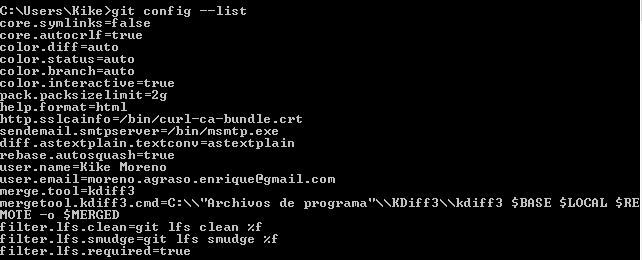 C:\Users\Kike>git config --list
core.symlinks=false
core.autocrlf=true
color.diff=auto
color.status=auto
color.branch=auto
color.interactive=true
pack.packsizelimit=2g
help.format=html
http.sslcainfo=/bin/curl-ca-bundle.crt
sendemail.smtpserver=/bin/msmtp.exe
diff.astextplain.textconv=astextplain
rebase.autosquash=true
user.name=Kike Moreno
user.email=moreno.agraso.enrique@gmail.com
merge.tool=kdiff3
mergetool.kdiff3.cmd=C:\\"Archivos de programa"\\KDiff3\\kdiff3 $BASE $LOCAL $RE
MOTE -o $MERGED
filter.lfs.clean=git lfs clean %f
filter.lfs.smudge=git lfs smudge %f
filter.lfs.required=true